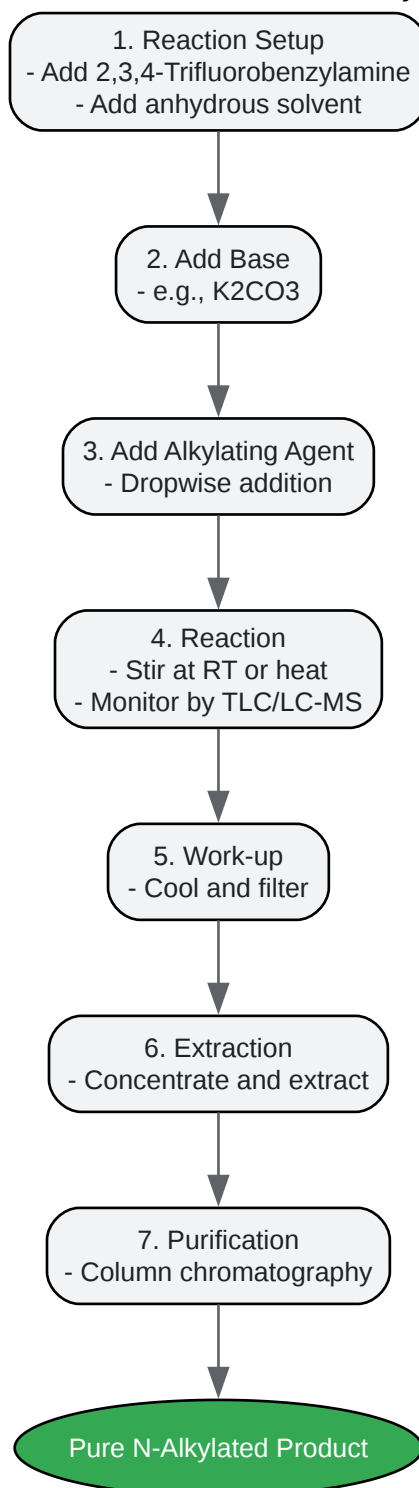 1. Reaction Setup
- Add 2,3,4-Trifluorobenzylamine
- Add anhydrous solvent
2. Add Base
- e.g., K2CO3
3. Add Alkylating Agent
- Dropwise addition
4. Reaction
- Stir at RT or heat
- Monitor by TLC/LC-MS
5. Work-up
- Cool and filter
6. Extraction
- Concentrate and extract
7. Purification
- Column chromatography
Pure N-Alkylated Product